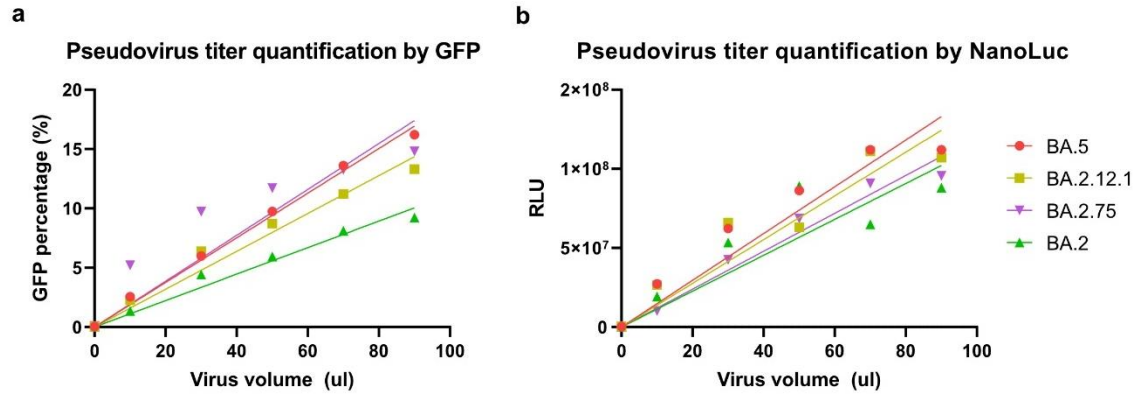 a
Pseudovirus titer quantification by GFP
20
15
10
5
0
GFP percentage (%)
0 20 40 60 80 100
Virus volume (ul)
b
Pseudovirus titer quantification by NanoLuc
2×10⁸
1×10⁸
5×10⁷
0
RLU
0 20 40 60 80 100
Virus volume (ul)
BA.5
BA.2.12.1
BA.2.75
BA.2